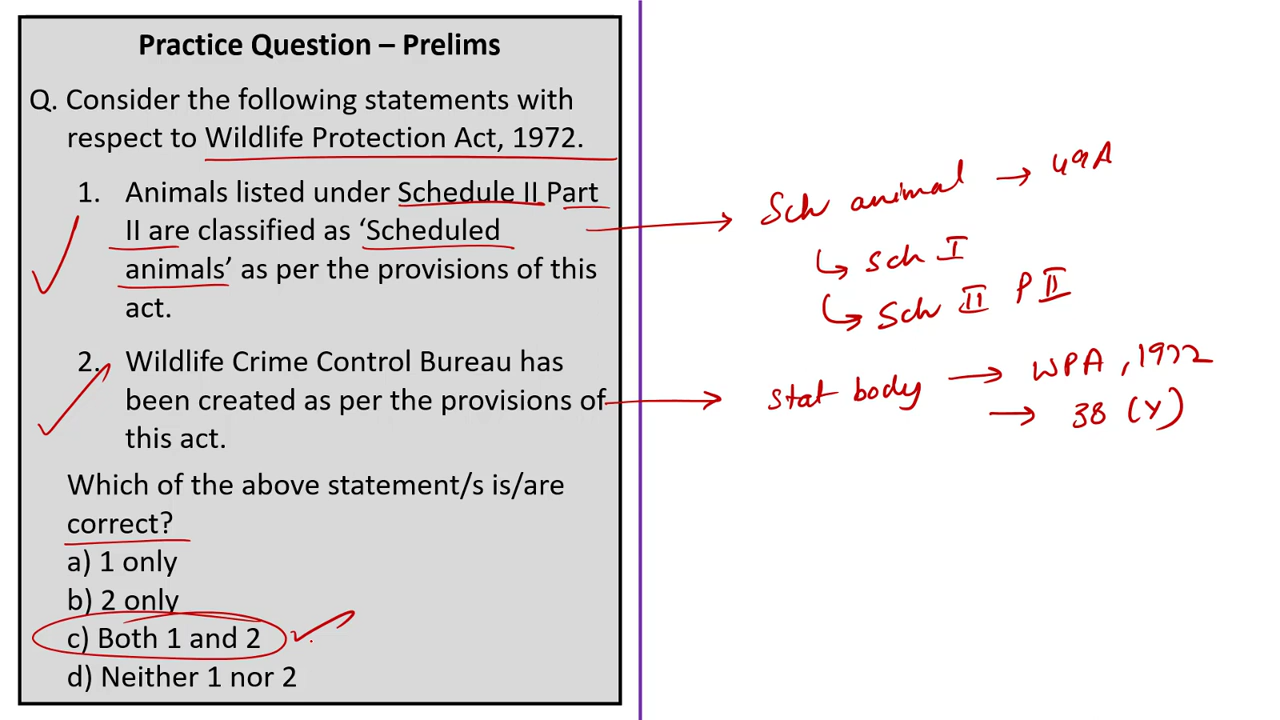 Practice Question – Prelims
Q. Consider the following statements with
respect to Wildlife Protection Act, 1972.
1. Animals listed under Schedule II Part
II are classified as ‘Scheduled
animals’ as per the provisions of this
act.
2. Wildlife Crime Control Bureau has
been created as per the provisions of
this act.
Which of the above statement/s is/are
correct?
a) 1 only
b) 2 only
c) Both 1 and 2
d) Neither 1 nor 2
Sch animal → 49A
Sch I
Sch II P II
Stat body → WPA, 1972
→ 38 (Y)